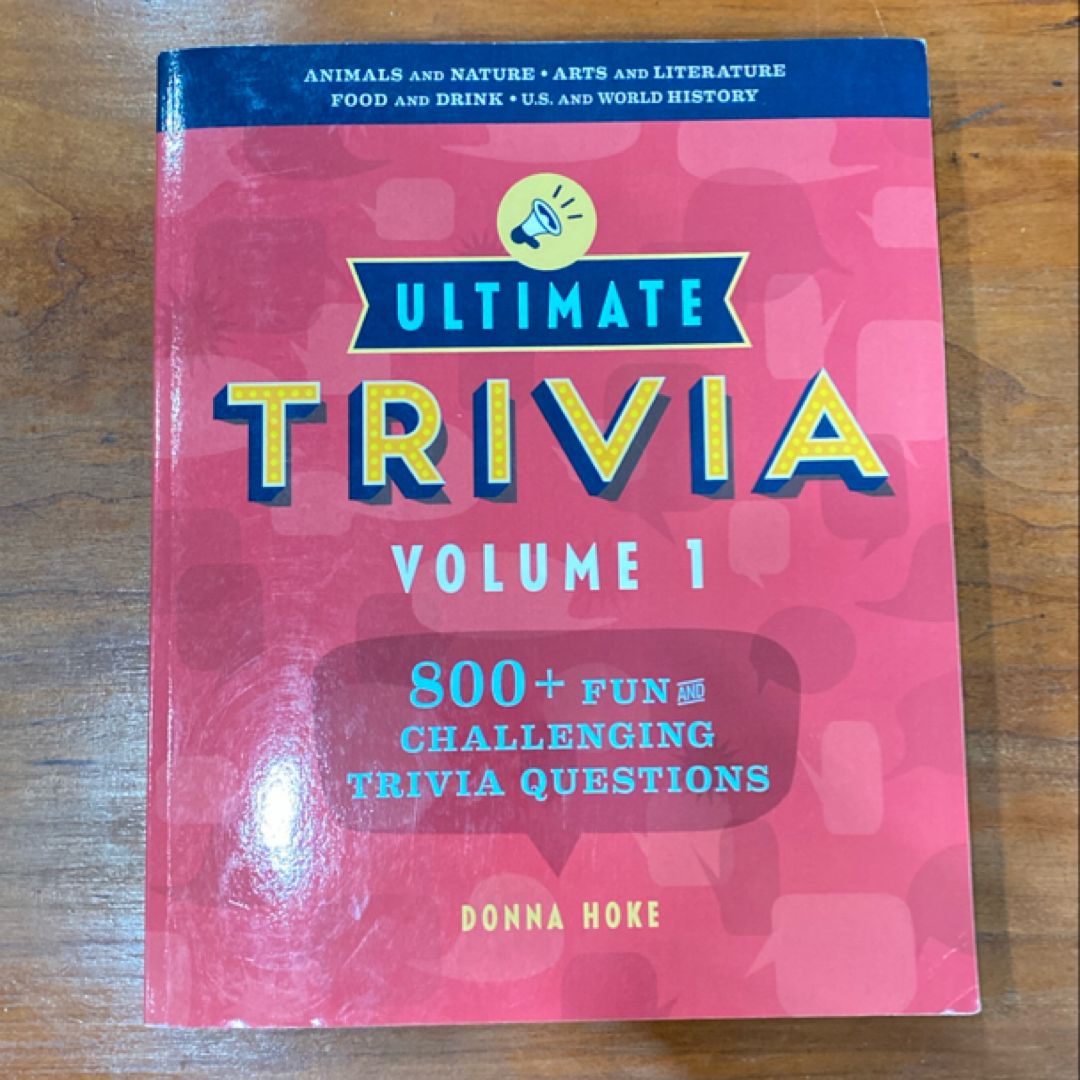 ANIMALS AND NATURE • ARTS AND LITERATURE
FOOD AND DRINK • U.S. AND WORLD HISTORY
ULTIMATE
TRIVIA
VOLUME 1
800+ FUN AND
CHALLENGING
TRIVIA QUESTIONS
DONNA HOKE